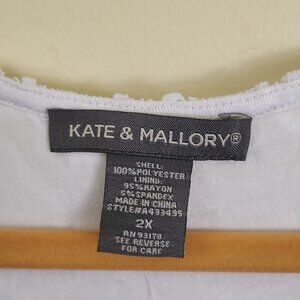 KATE & MALLORY®
SHELL:
100%POLYESTER
LINING:
95%RAYON
5%SPANDEX
MADE IN CHINA
STYLE#A433495
2X
RN 93178
SEE REVERSE
FOR CARE